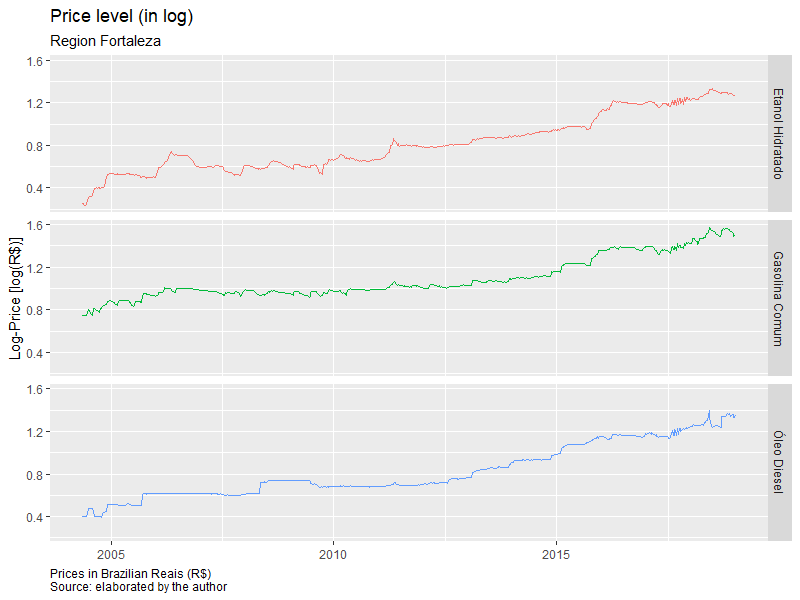 Price level (in log)
Region Fortaleza
Log-Price [log(R$)]
1.6
1.2
0.8
0.4
Etanol Hidratado
1.6
1.2
0.8
0.4
Gasolina Comum
1.6
1.2
0.8
0.4
Óleo Diesel
2005
2010
2015
Prices in Brazilian Reais (R$)
Source: elaborated by the author